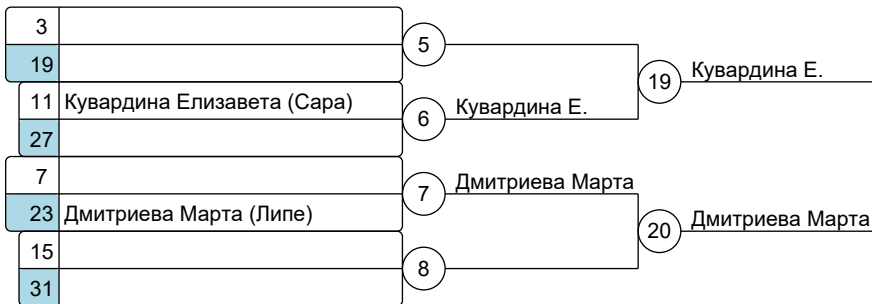 3
5
19
19 Кувардина Е.
11 Кувардина Елизавета (Сара)
6 Кувардина Е.
27
7
7 Дмитриева Марта
23 Дмитриева Марта (Липе)
20 Дмитриева Марта
15
8
31